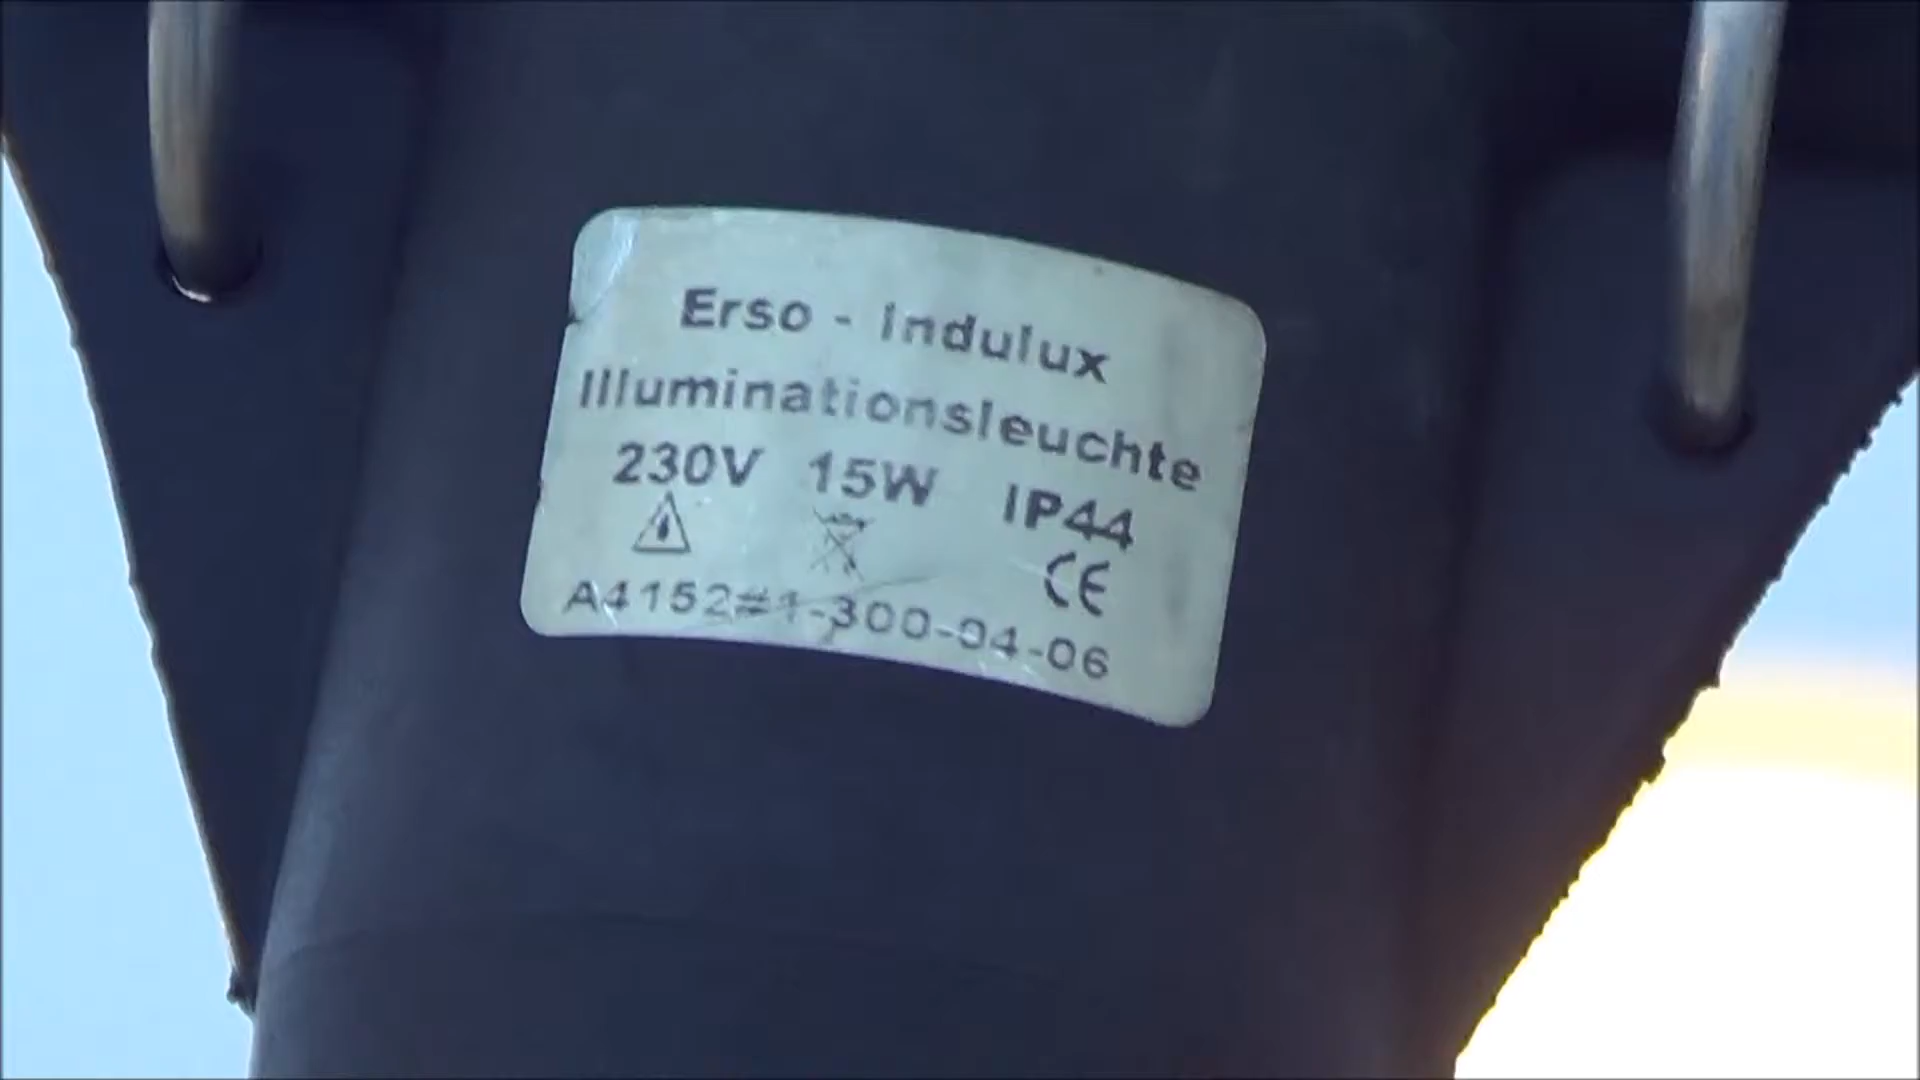 Erso - Indulux
Illuminationsleuchte
230V 15W IP44
CE
A4152#1-300-04-06